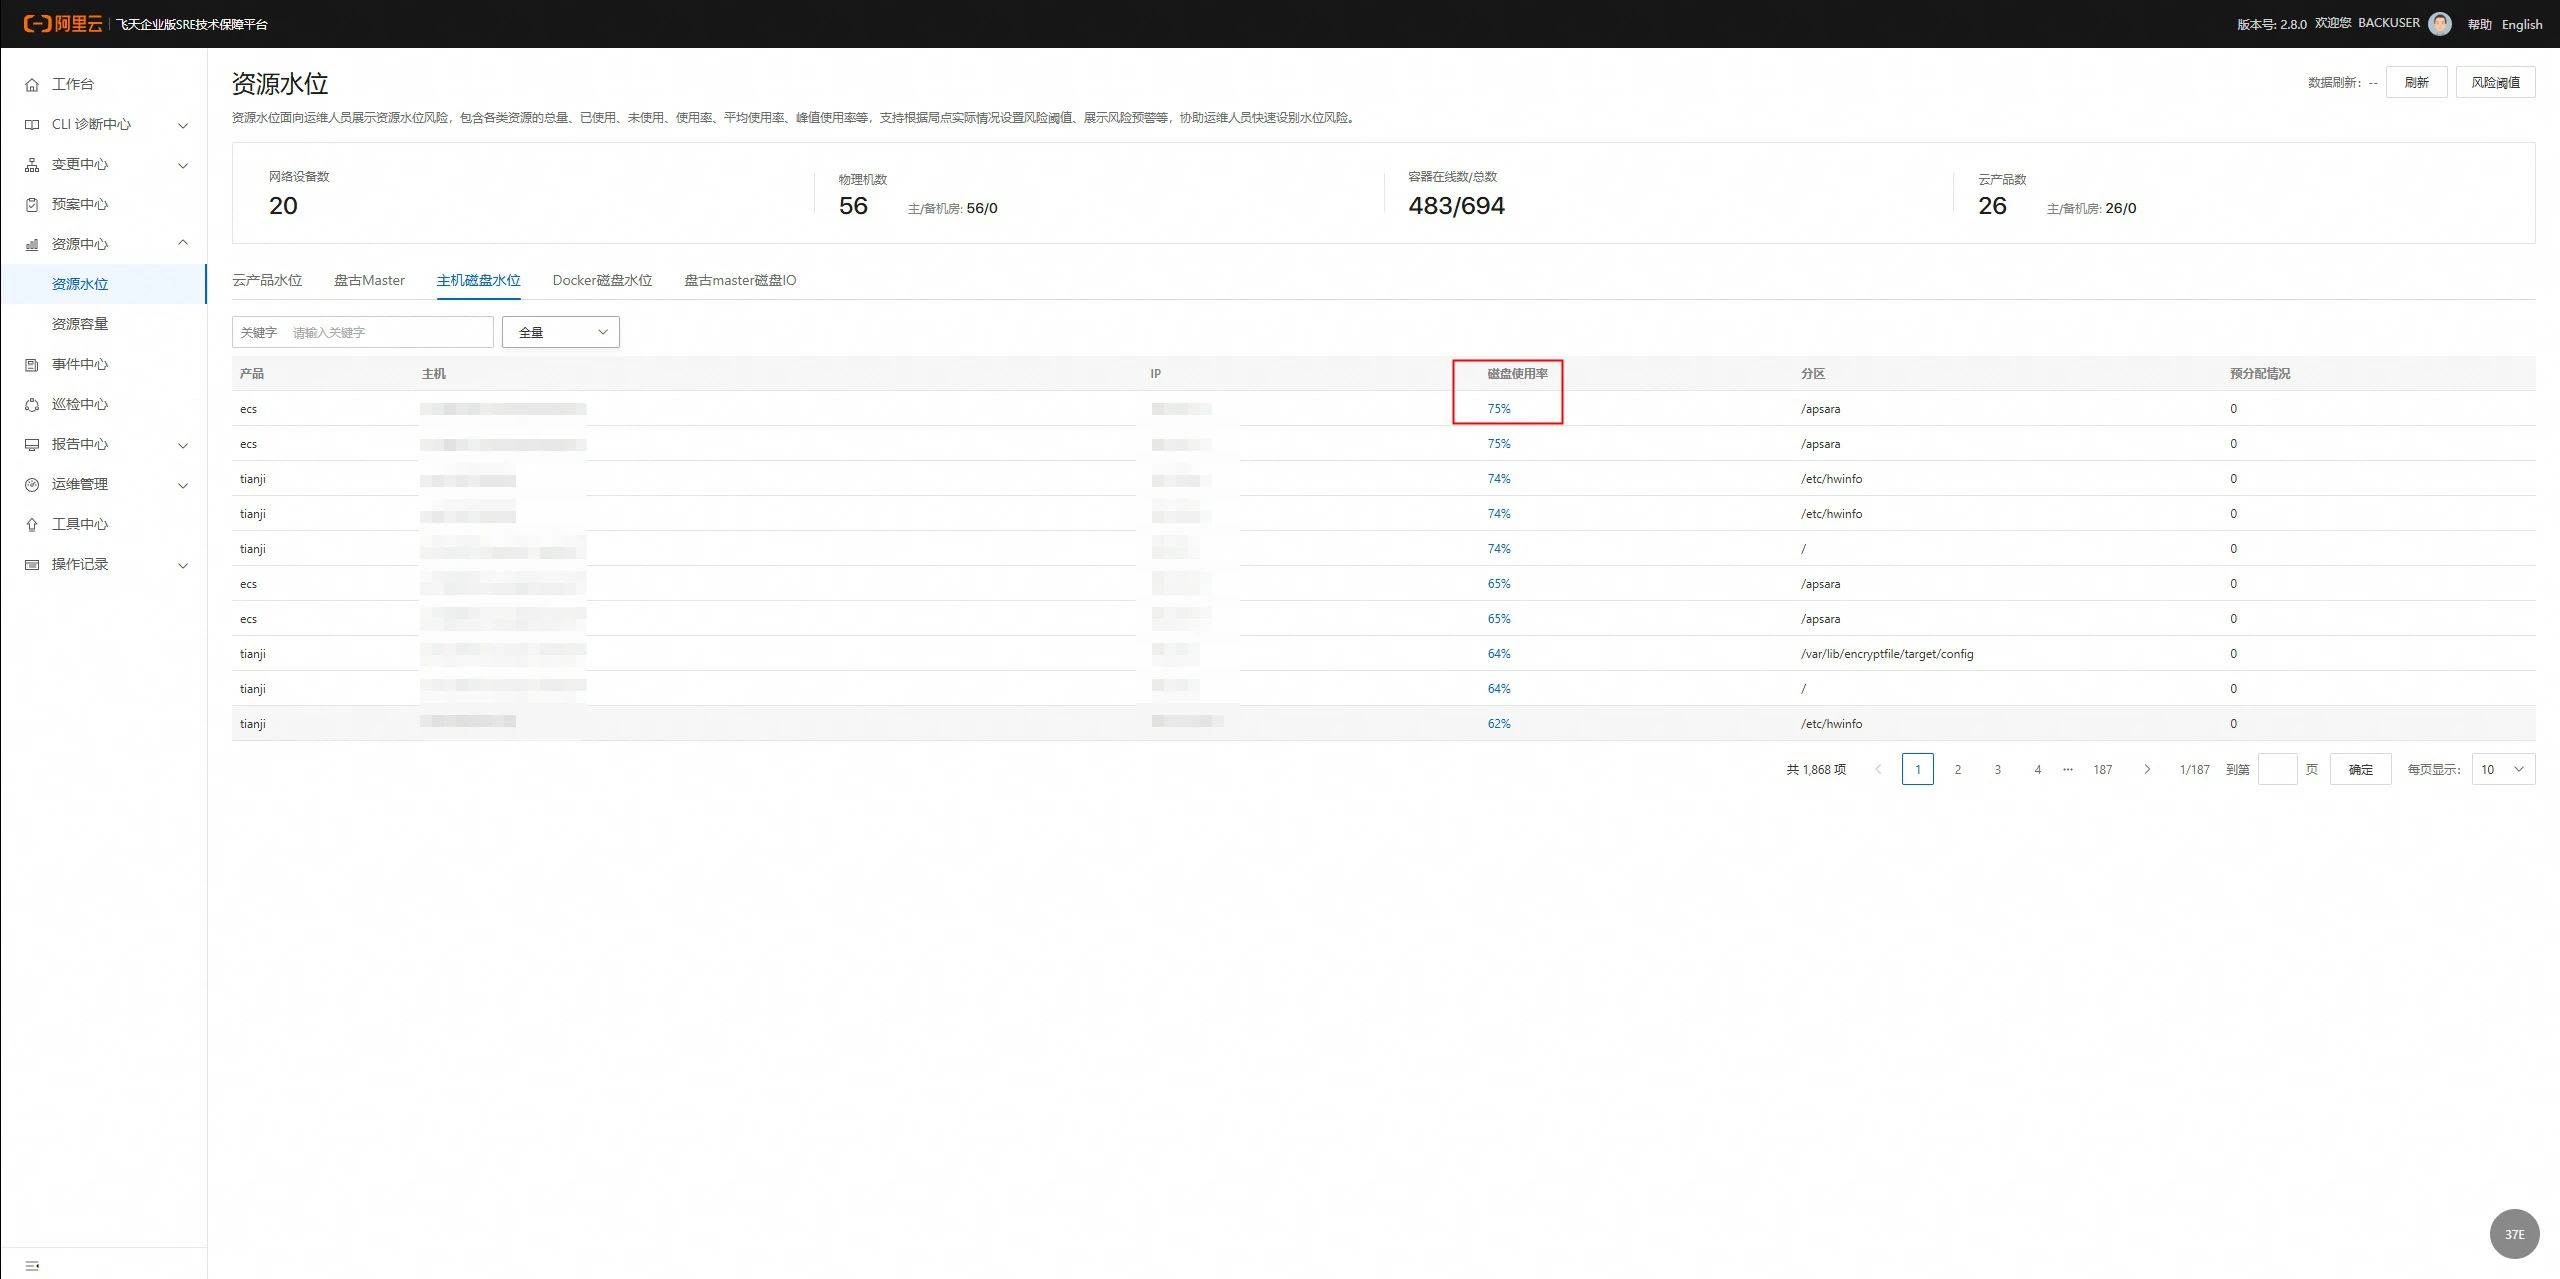 阿里云 飞天企业版SRE技术保障平台 版本号: 2.8.0 欢迎您 BACKUSER 帮助 English
工作台
CLI 诊断中心
变更中心
预案中心
资源中心
资源水位
资源容量
事件中心
巡检中心
报告中心
运维管理
工具中心
操作记录
资源水位
数据刷新: -- 刷新 风险阈值
资源水位面向运维人员展示资源水位风险，包含各类资源的总量、已使用、未使用、使用率、平均使用率、峰值使用率等，支持根据局点实际情况设置风险阈值、展示风险预警等，协助运维人员快速设别水位风险。
网络设备数
20
物理机数
56 主/备机房: 56/0
容器在线数/总数
483/694
云产品数
26 主/备机房: 26/0
云产品水位 盘古Master 主机磁盘水位 Docker磁盘水位 盘古master磁盘IO
关键字 请输入关键字 全量
产品 主机 IP 磁盘使用率 分区 预分配情况
ecs 75% /apsara 0
ecs 75% /apsara 0
tianji 74% /etc/hwinfo 0
tianji 74% /etc/hwinfo 0
tianji 74% / 0
ecs 65% /apsara 0
ecs 65% /apsara 0
tianji 64% /var/lib/encryptfile/target/config 0
tianji 64% / 0
tianji 62% /etc/hwinfo 0
共 1,868 项 1 2 3 4 ··· 187 1/187 到第 页 确定 每页显示: 10
37E